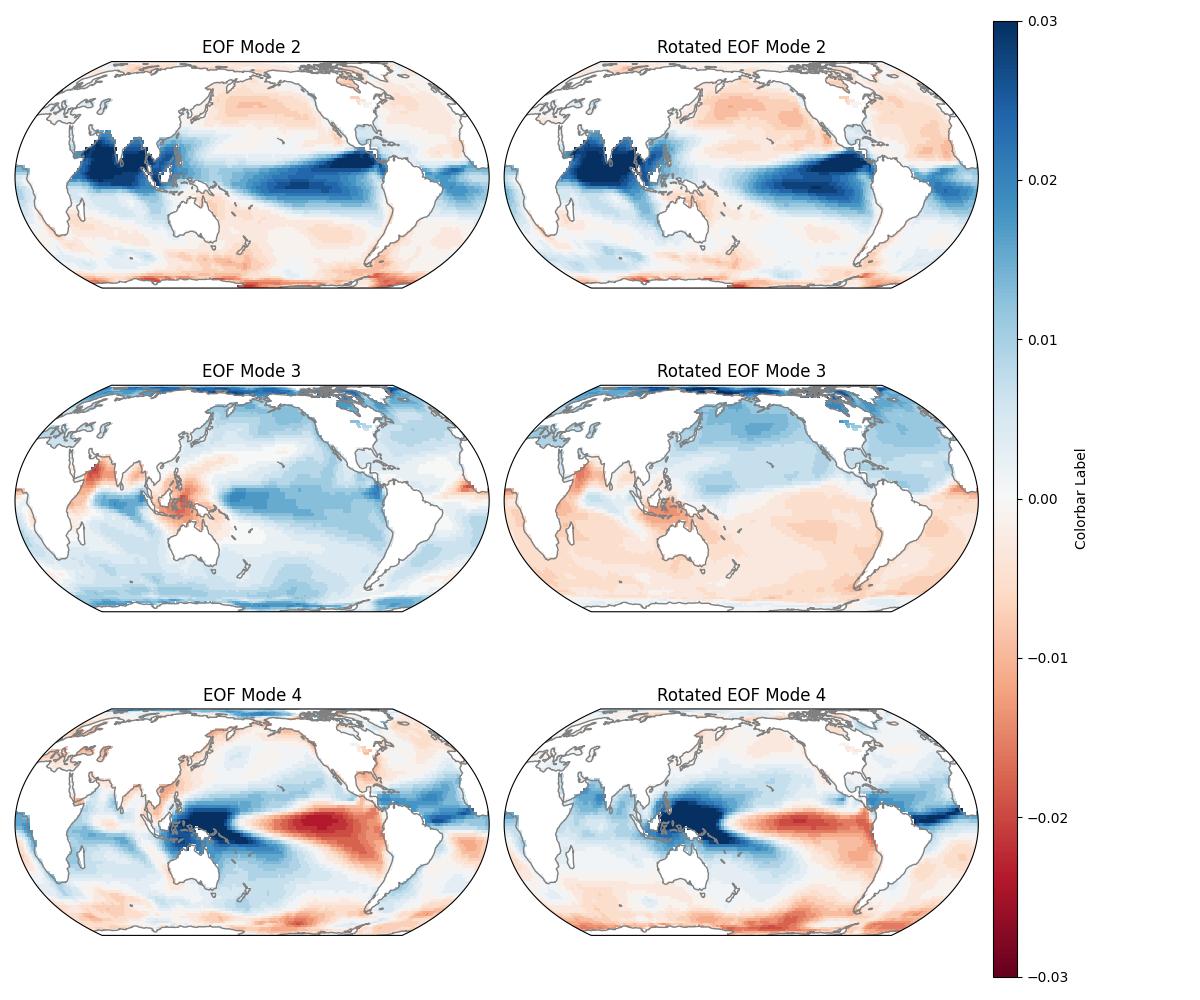 EOF Mode 2
Rotated EOF Mode 2
EOF Mode 3
Rotated EOF Mode 3
EOF Mode 4
Rotated EOF Mode 4
0.03
0.02
0.01
0.00
−0.01
−0.02
−0.03
Colorbar Label